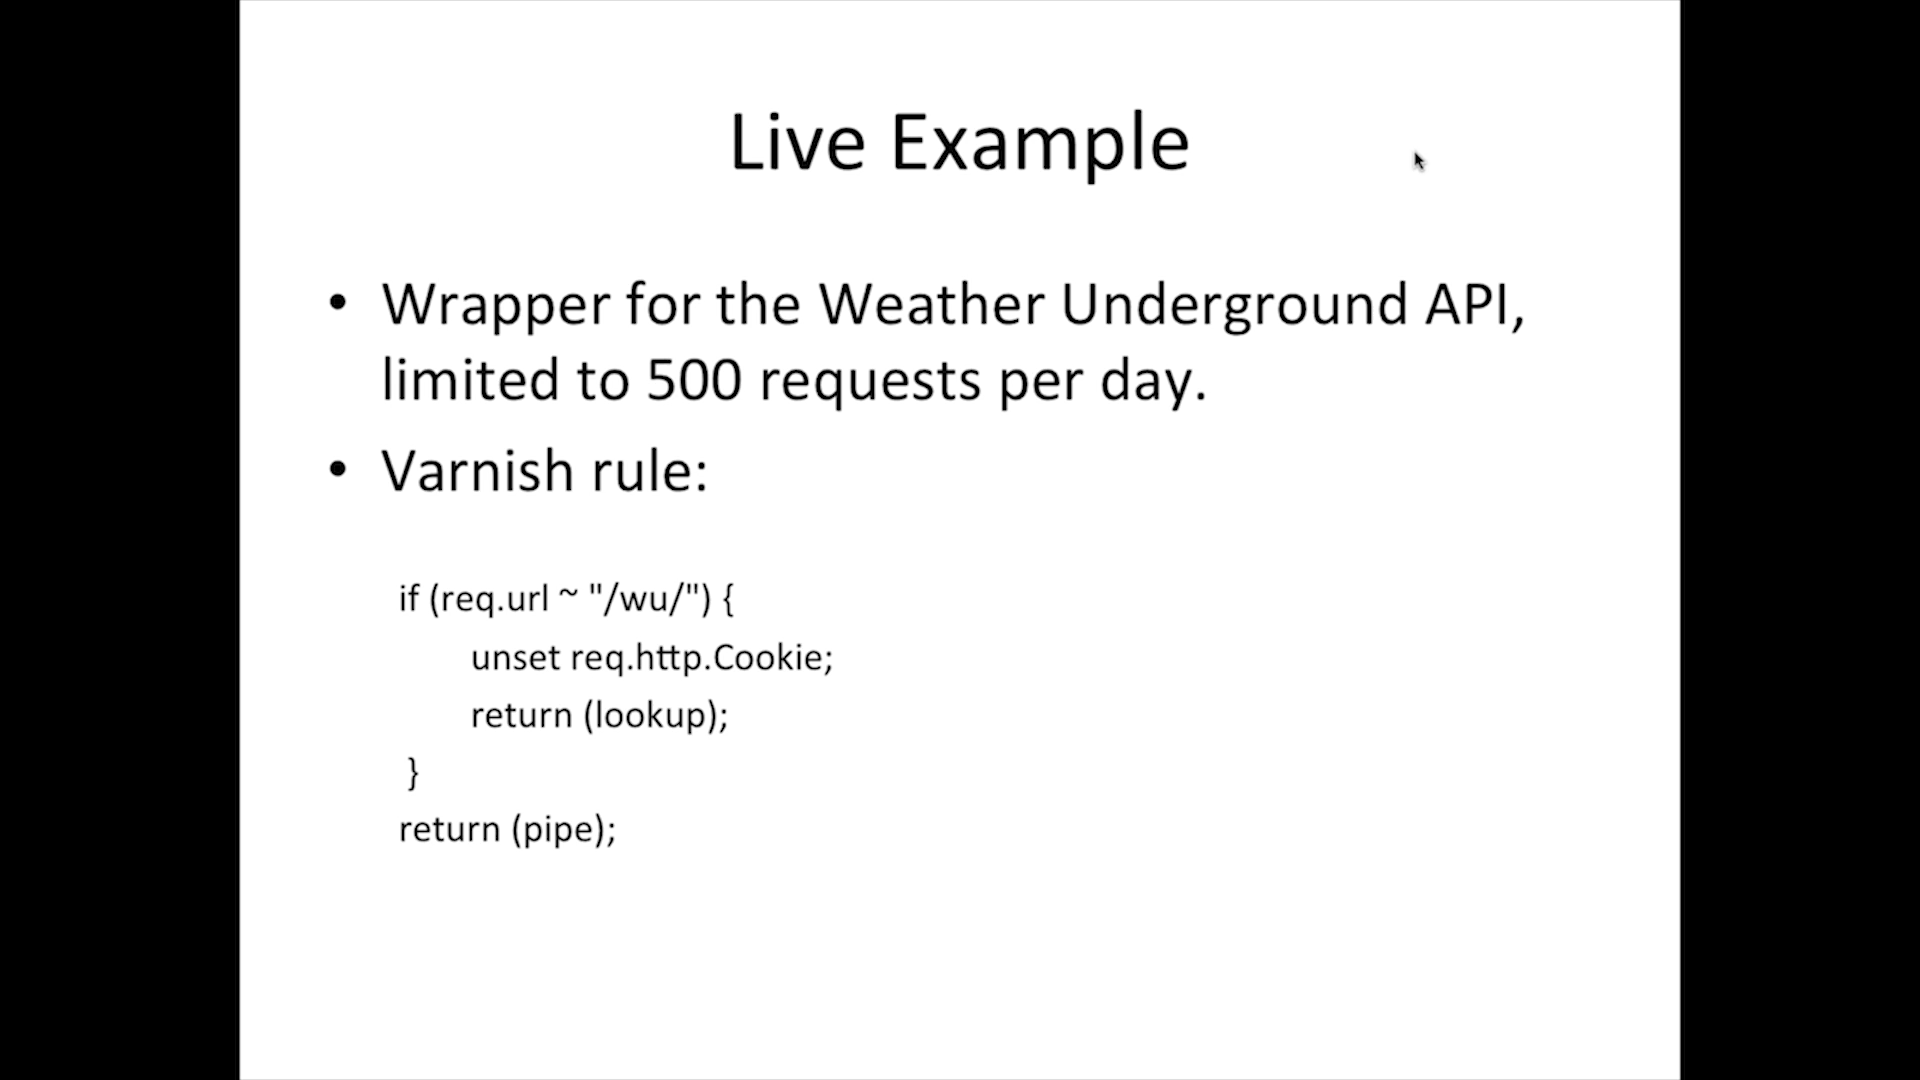 Live Example
• Wrapper for the Weather Underground API,
limited to 500 requests per day.
• Varnish rule:
if (req.url ~ "/wu/") {
unset req.http.Cookie;
return (lookup);
}
return (pipe);